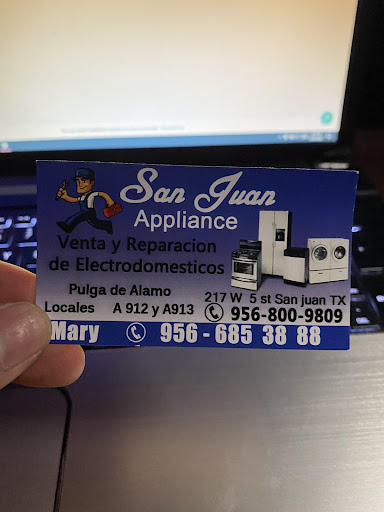 San Juan
Appliance
Venta y Reparacion
de Electrodomesticos
Pulga de Alamo
Locales A 912 y A913
217 W 5 st San juan TX
956-800-9809
Mary 956 - 685 38 88